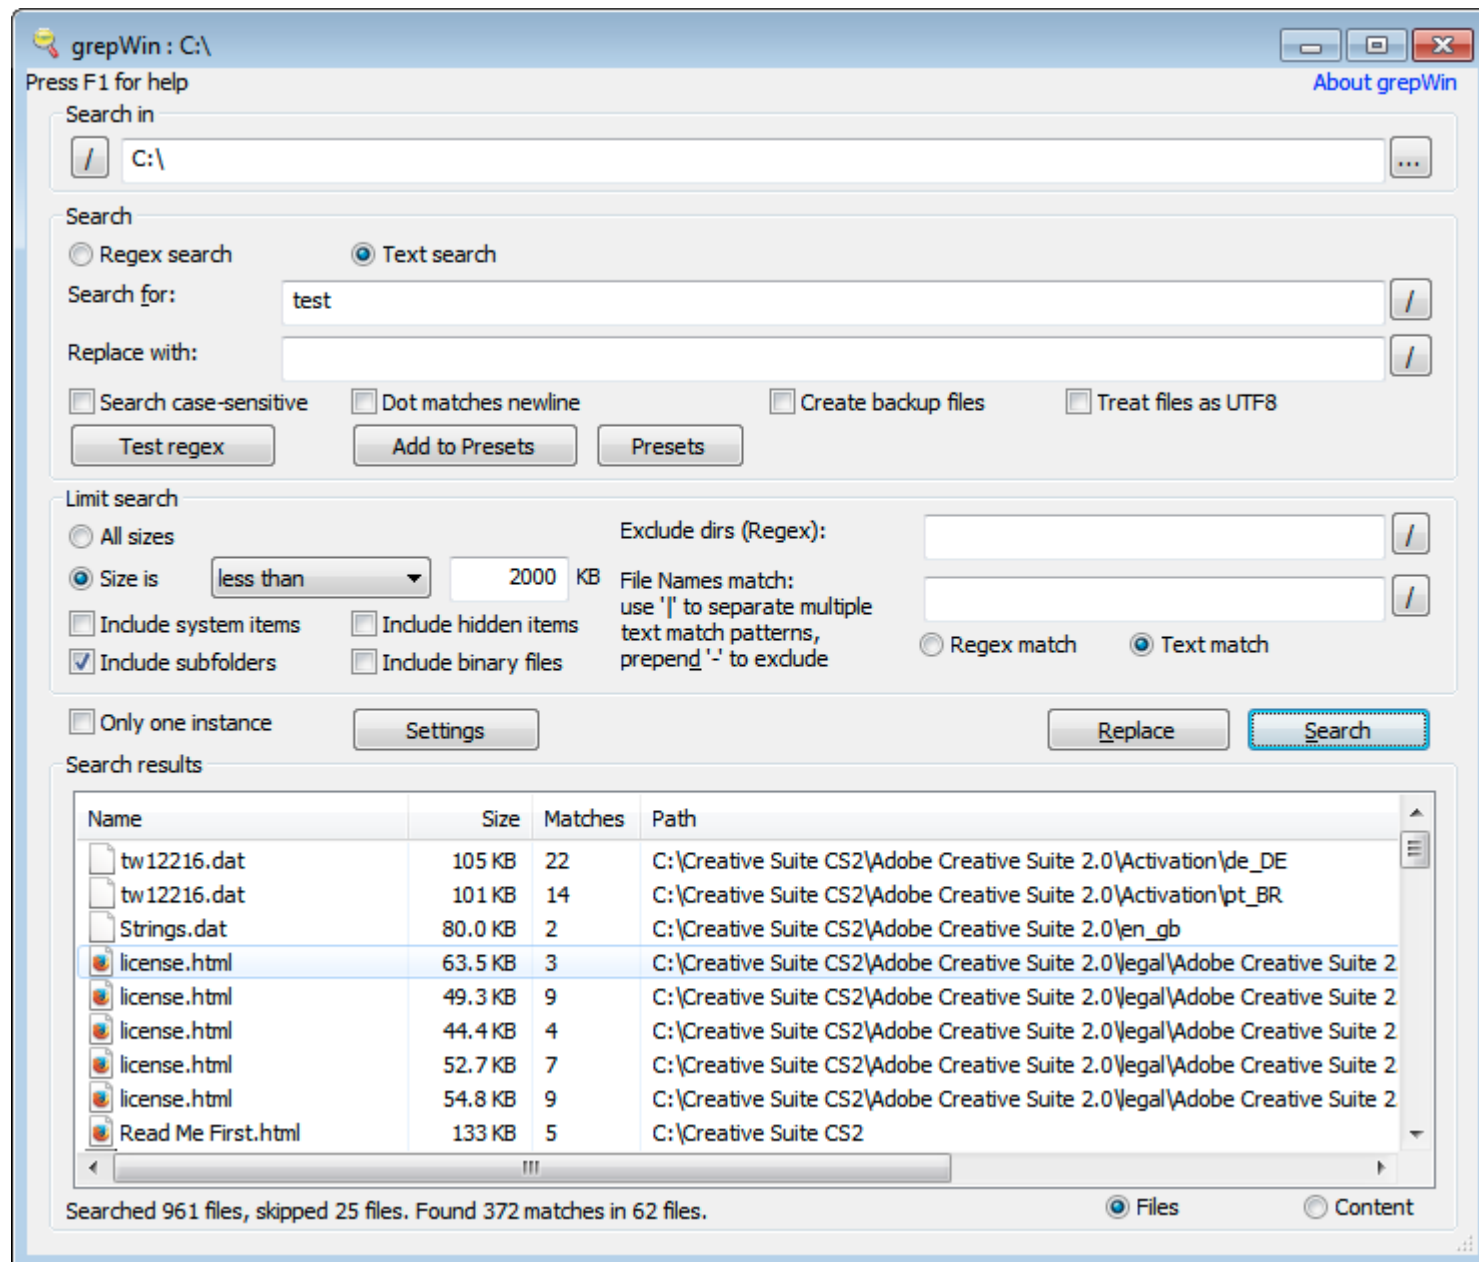 grepWin : C:\
Press F1 for help About grepWin
Search in
/ C:\ ...
Search
Regex search Text search
Search for: test /
Replace with: /
Search case-sensitive Dot matches newline Create backup files Treat files as UTF8
Test regex Add to Presets Presets
Limit search
All sizes Exclude dirs (Regex): /
Size is less than 2000 KB File Names match: /
use '|' to separate multiple
Include system items Include hidden items text match patterns,
Include subfolders Include binary files prepend '-' to exclude Regex match Text match
Only one instance Settings Replace Search
Search results
Name Size Matches Path
tw12216.dat 105 KB 22 C:\Creative Suite CS2\Adobe Creative Suite 2.0\Activation\de_DE
tw12216.dat 101 KB 14 C:\Creative Suite CS2\Adobe Creative Suite 2.0\Activation\pt_BR
Strings.dat 80.0 KB 2 C:\Creative Suite CS2\Adobe Creative Suite 2.0\en_gb
license.html 63.5 KB 3 C:\Creative Suite CS2\Adobe Creative Suite 2.0\legal\Adobe Creative Suite 2
license.html 49.3 KB 9 C:\Creative Suite CS2\Adobe Creative Suite 2.0\legal\Adobe Creative Suite 2
license.html 44.4 KB 4 C:\Creative Suite CS2\Adobe Creative Suite 2.0\legal\Adobe Creative Suite 2
license.html 52.7 KB 7 C:\Creative Suite CS2\Adobe Creative Suite 2.0\legal\Adobe Creative Suite 2
license.html 54.8 KB 9 C:\Creative Suite CS2\Adobe Creative Suite 2.0\legal\Adobe Creative Suite 2
Read Me First.html 133 KB 5 C:\Creative Suite CS2
Searched 961 files, skipped 25 files. Found 372 matches in 62 files. Files Content